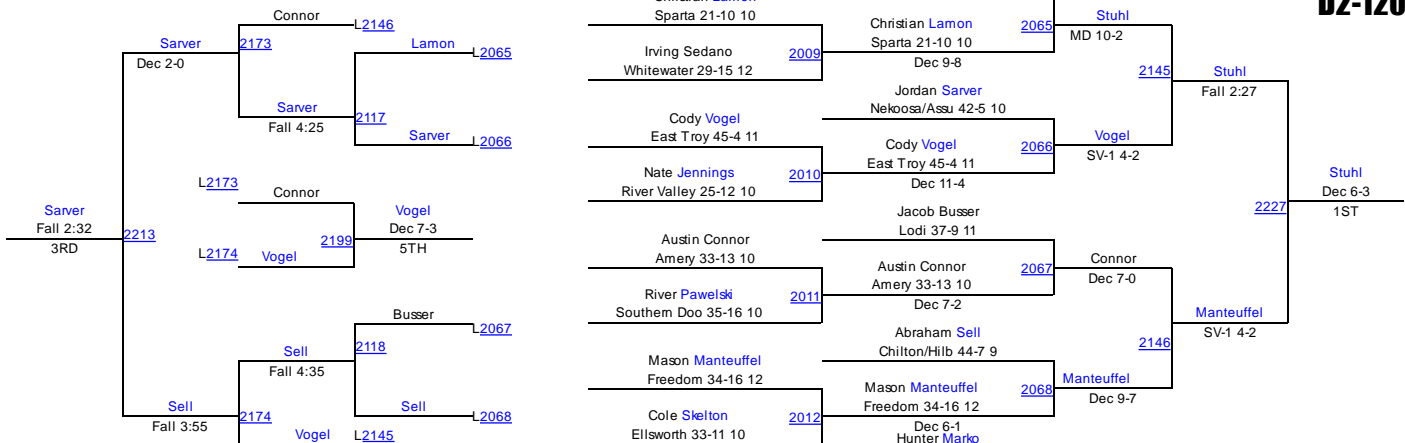 D2-120
Connor
L2146
Sarver
2173
Dec 2-0
Lamon
L2065
Sarver
2117
Fall 4:25
Sarver
L2066
L2173
Connor
Sarver
Fall 2:32
3RD
2213
Vogel
Dec 7-3
5TH
2199
L2174
Vogel
Busser
L2067
Sell
2118
Fall 4:35
Sell
2174
Fall 3:55
Sell
L2068
Vogel
L2145
Christian Lamon
Sparta 21-10 10
Irving Sedano
Whitewater 29-15 12
2009
Cody Vogel
East Troy 45-4 11
Nate Jennings
River Valley 25-12 10
2010
Austin Connor
Amery 33-13 10
River Pawelski
Southern Doo 35-16 10
2011
Mason Manteuffel
Freedom 34-16 12
Cole Skelton
Ellsworth 33-11 10
2012
Christian Lamon
Sparta 21-10 10
Dec 9-8
2065
Jordan Sarver
Nekoosa/Assu 42-5 10
Cody Vogel
East Troy 45-4 11
Dec 11-4
2066
Jacob Busser
Lodi 37-9 11
Austin Connor
Amery 33-13 10
Dec 7-2
2067
Abraham Sell
Chilton/Hilb 44-7 9
Mason Manteuffel
Freedom 34-16 12
Dec 6-1
2068
Hunter Marko
Stuhl
MD 10-2
2145
Vogel
SV-1 4-2
Connor
Dec 7-0
2146
Manteuffel
Dec 9-7
Stuhl
Fall 2:27
2227
Manteuffel
SV-1 4-2
Stuhl
Dec 6-3
1ST